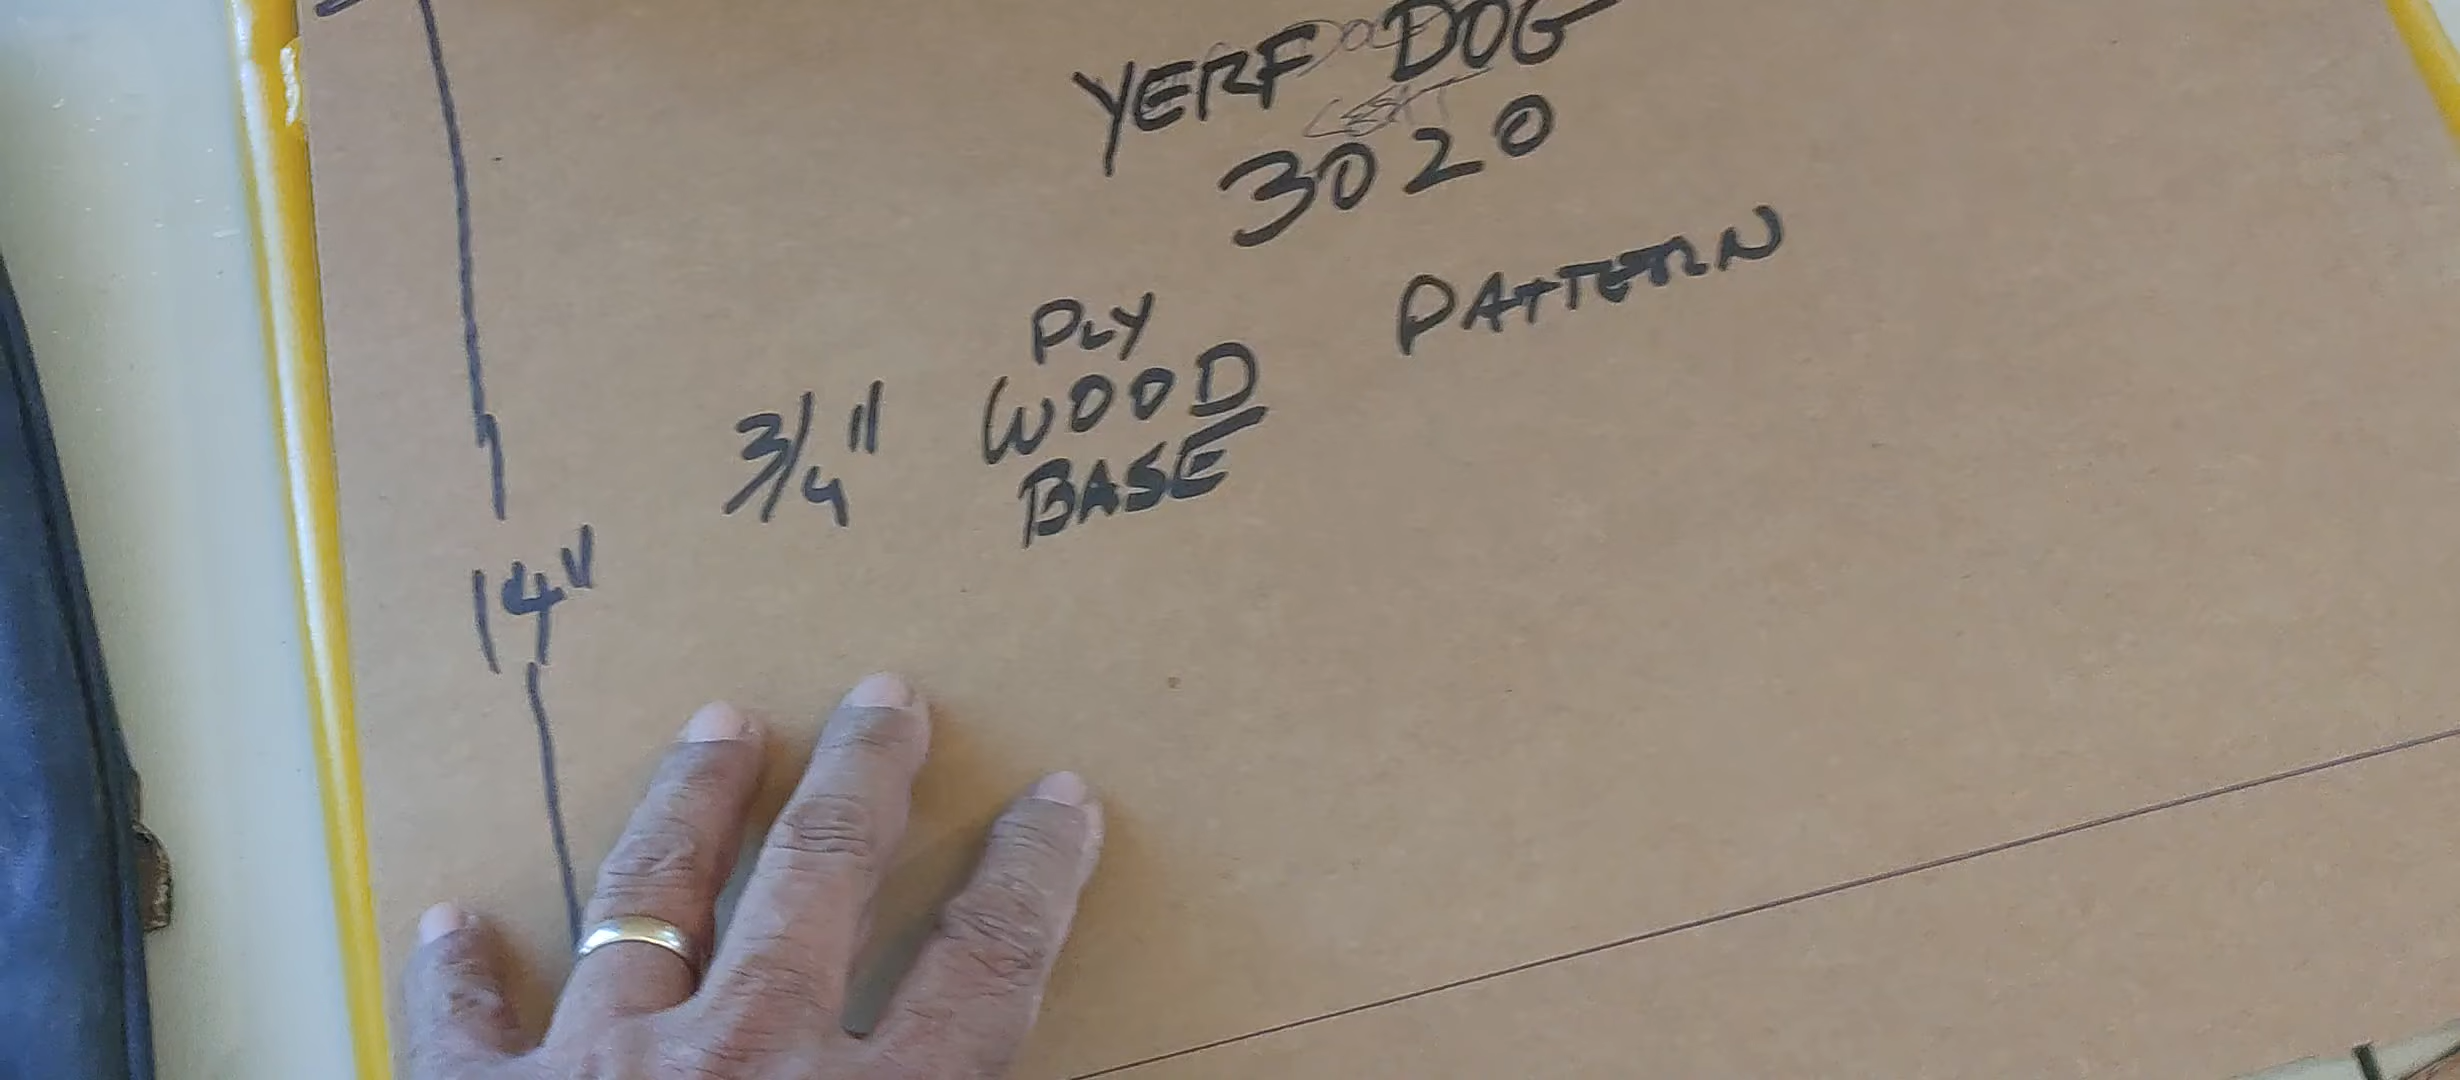 YERF DOG
3020
PATTERN
PLY
3/4" WOOD
BASE
14"